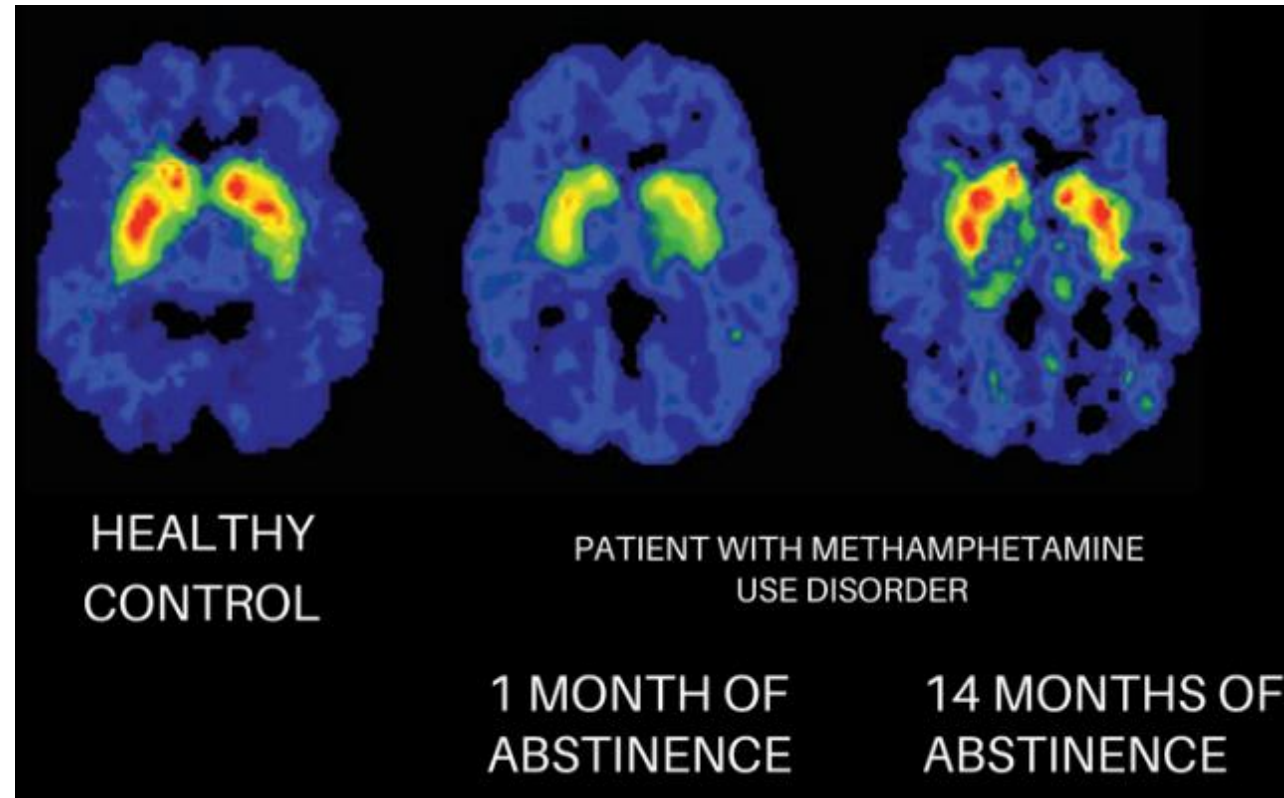 HEALTHY
CONTROL
PATIENT WITH METHAMPHETAMINE
USE DISORDER
1 MONTH OF
ABSTINENCE
14 MONTHS OF
ABSTINENCE